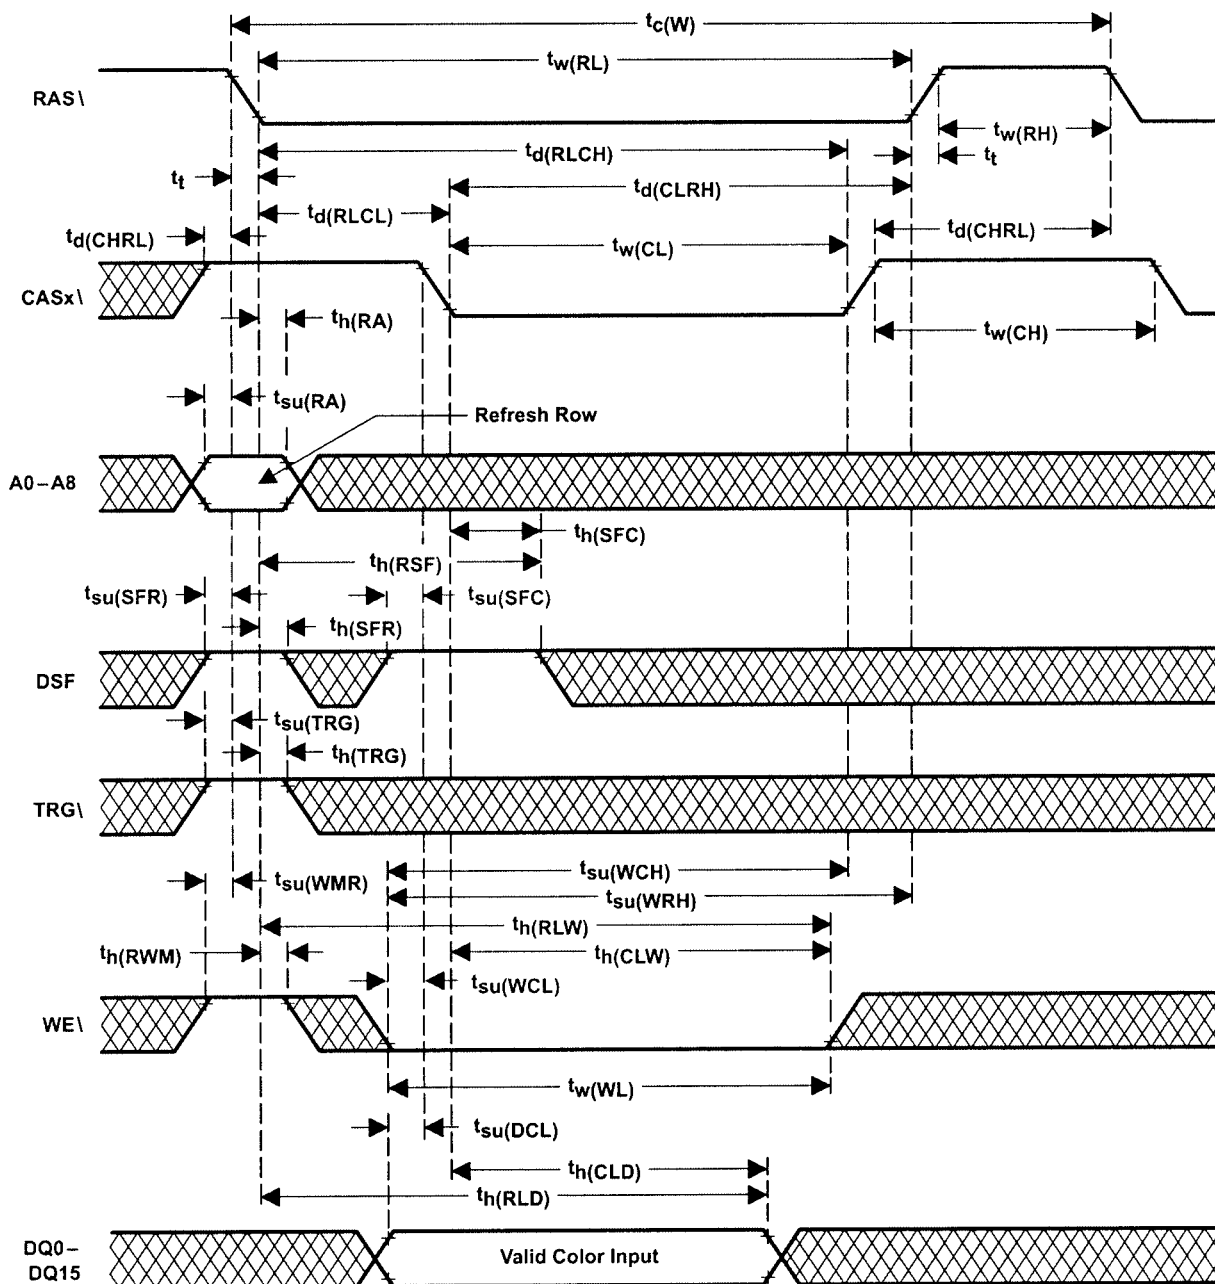 tc(W)
tw(RL)
RAS\
tw(RH)
td(RLCH)
tt
tt
td(CLRH)
td(RLCL)
td(CHRL)
tw(CL)
td(CHRL)
CASx\
th(RA)
tw(CH)
tsu(RA)
Refresh Row
A0–A8
th(SFC)
th(RSF)
tsu(SFR)
tsu(SFC)
th(SFR)
DSF
tsu(TRG)
th(TRG)
TRG\
tsu(WCH)
tsu(WMR)
tsu(WRH)
th(RLW)
th(RWM)
th(CLW)
tsu(WCL)
WE\
tw(WL)
tsu(DCL)
th(CLD)
th(RLD)
DQ0–
DQ15
Valid Color Input